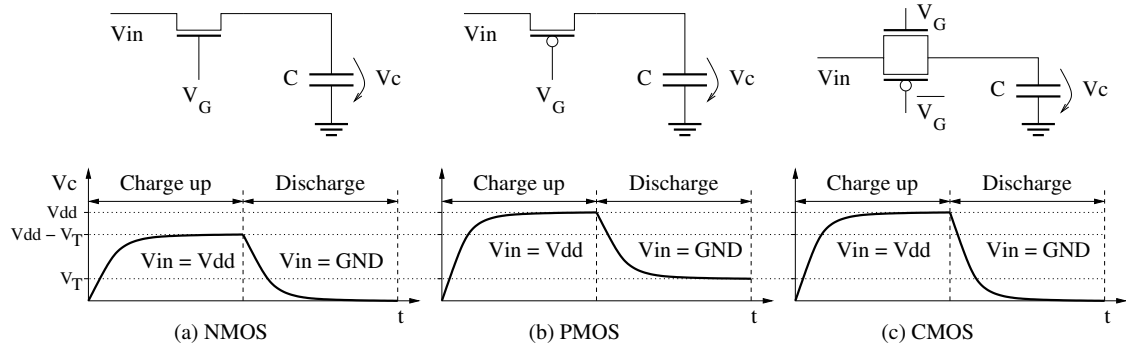 Vin
V_G
C
Vc
Vin
V_G
C
Vc
V_G
Vin
V̅_G̅
C
Vc
Vc
Vdd
Vdd – V_T
V_T
Charge up
Discharge
Vin = Vdd
Vin = GND
t
Charge up
Discharge
Vin = Vdd
Vin = GND
t
Charge up
Discharge
Vin = Vdd
Vin = GND
t
(a) NMOS
(b) PMOS
(c) CMOS